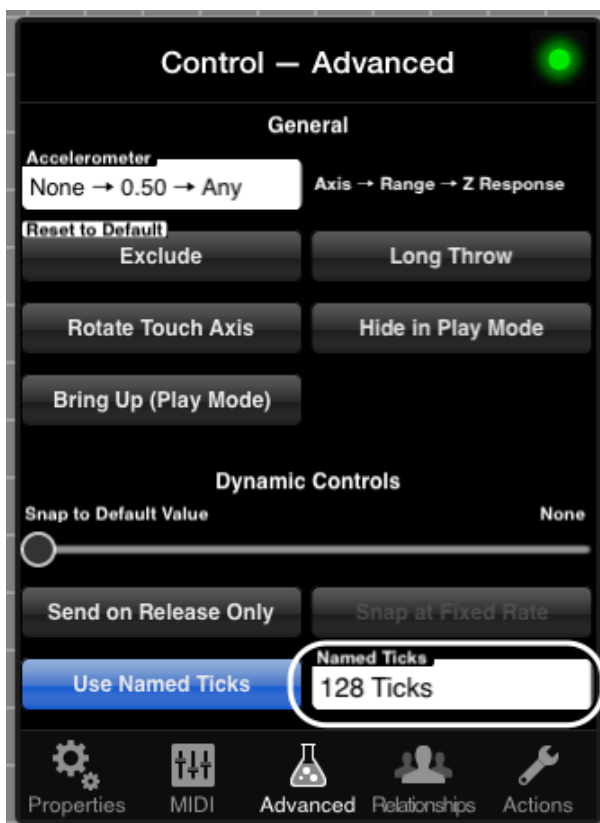 Control — Advanced
General
Accelerometer
None → 0.50 → Any
Axis → Range → Z Response
Reset to Default
Exclude
Long Throw
Rotate Touch Axis
Hide in Play Mode
Bring Up (Play Mode)
Dynamic Controls
Snap to Default Value
None
Send on Release Only
Snap at Fixed Rate
Use Named Ticks
Named Ticks
128 Ticks
Properties
MIDI
Advanced
Relationships
Actions